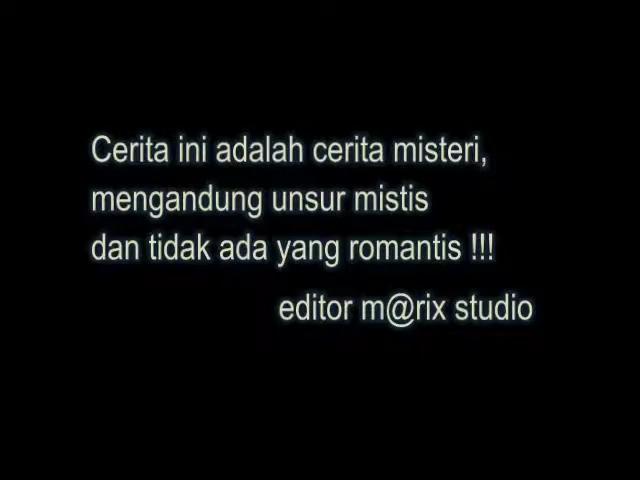 Cerita ini adalah cerita misteri,
mengandung unsur mistis
dan tidak ada yang romantis !!!
editor m@rix studio